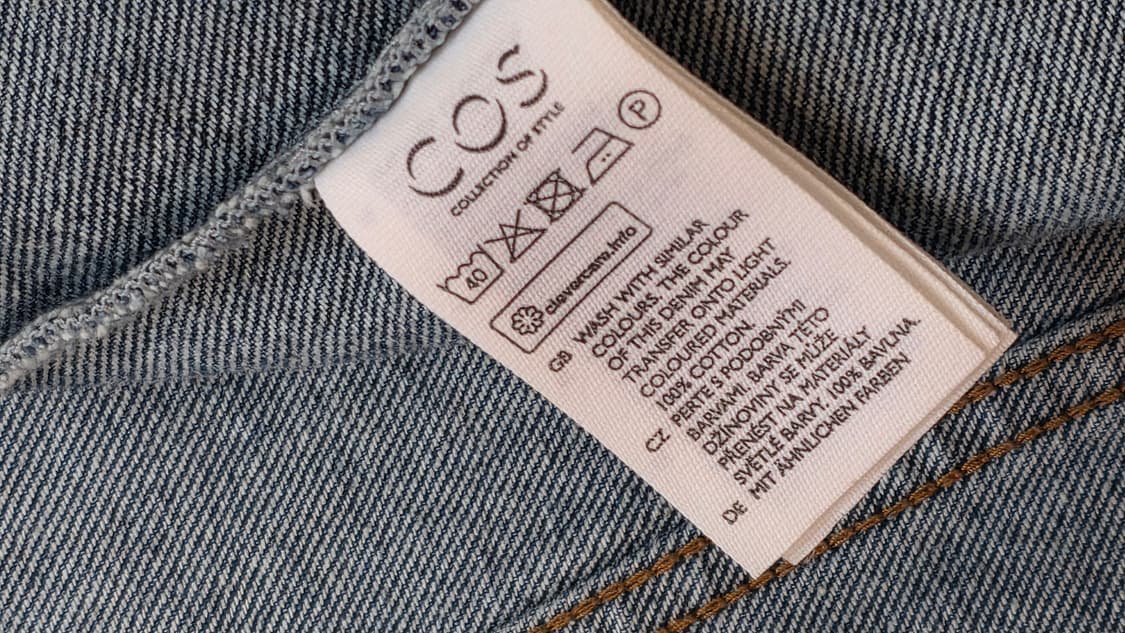 COS
COLLECTION OF STYLE
40
P
clevercare.info
GB WASH WITH SIMILAR
COLOURS. THE COLOUR
OF THIS DENIM MAY
TRANSFER ONTO LIGHT
COLOURED MATERIALS.
100% COTTON.
CZ PERTE S PODOBNÝMI
BARVAMI. BARVA TÉTO
DŽÍNOVINY SE MŮŽE
PŘENÉST NA MATERIÁLY
SVĚTLÉ BARVY. 100% BAVLNA.
DE MIT ÄHNLICHEN FARBEN